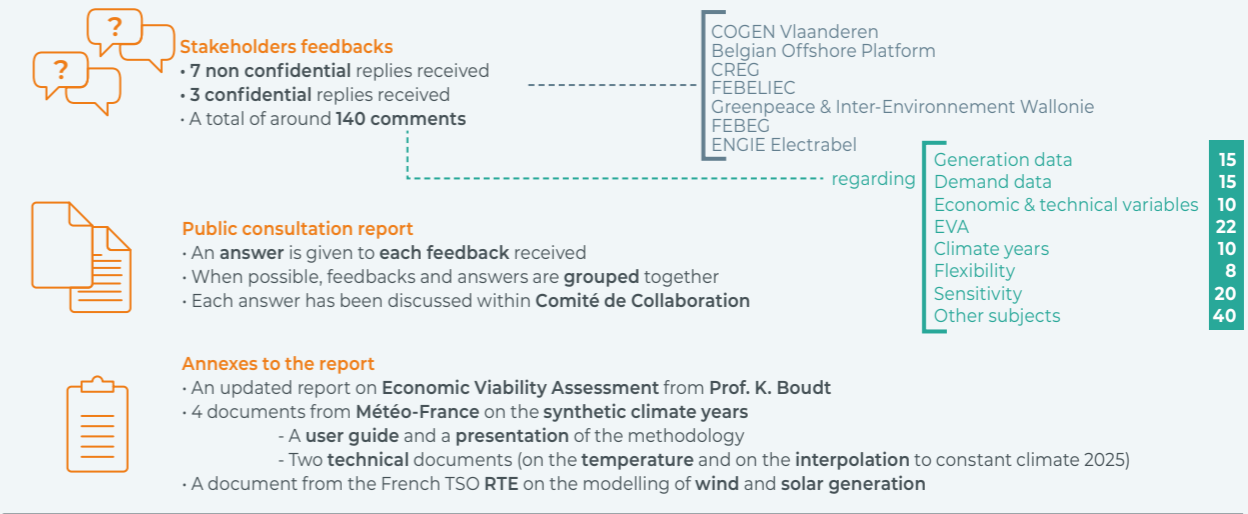 ?
?
Stakeholders feedbacks
• 7 non confidential replies received
• 3 confidential replies received
• A total of around 140 comments
COGEN Vlaanderen
Belgian Offshore Platform
CREG
FEBELIEC
Greenpeace & Inter-Environnement Wallonie
FEBEG
ENGIE Electrabel
regarding
Generation data 15
Demand data 15
Economic & technical variables 10
EVA 22
Climate years 10
Flexibility 8
Sensitivity 20
Other subjects 40
Public consultation report
• An answer is given to each feedback received
• When possible, feedbacks and answers are grouped together
• Each answer has been discussed within Comité de Collaboration
Annexes to the report
• An updated report on Economic Viability Assessment from Prof. K. Boudt
• 4 documents from Météo-France on the synthetic climate years
- A user guide and a presentation of the methodology
- Two technical documents (on the temperature and on the interpolation to constant climate 2025)
• A document from the French TSO RTE on the modelling of wind and solar generation